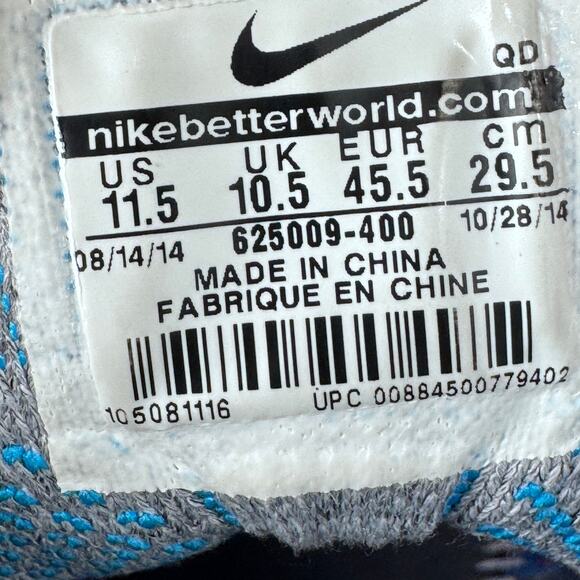 QD
nikebetterworld.com
US UK EUR cm
11.5 10.5 45.5 29.5
08/14/14 625009-400 10/28/14
MADE IN CHINA
FABRIQUE EN CHINE
105081116 UPC 00884500779402